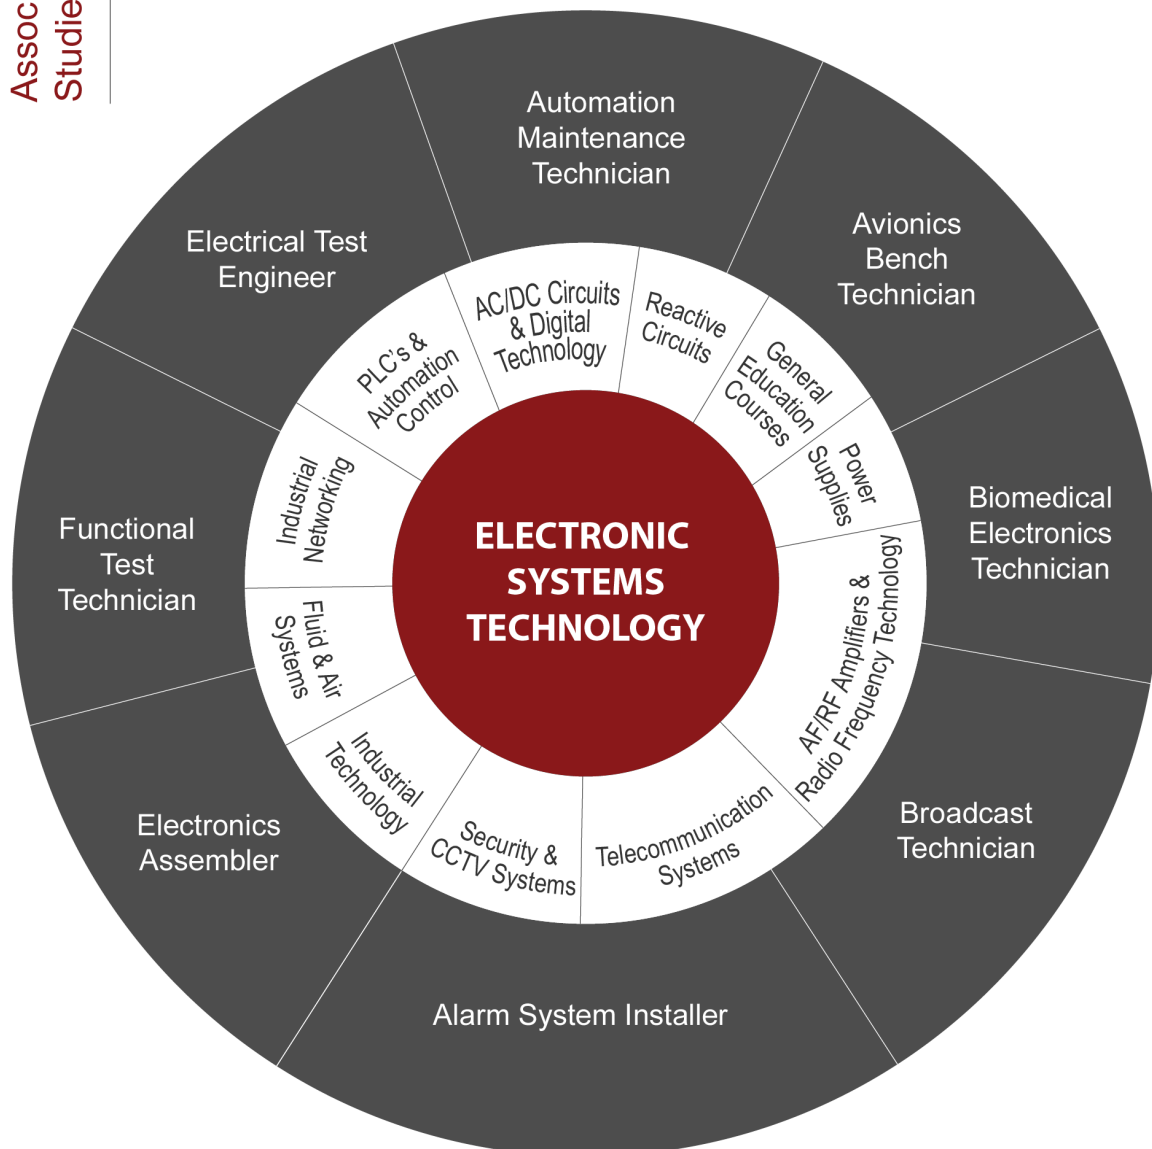 Assoc
Studie
Automation
Maintenance
Technician
Avionics
Bench
Technician
Biomedical
Electronics
Technician
Broadcast
Technician
Alarm System Installer
Electronics
Assembler
Functional
Test
Technician
Electrical Test
Engineer
AC/DC Circuits
& Digital
Technology
Reactive
Circuits
General
Education
Courses
Power
Supplies
AF/RF Amplifiers &
Radio Frequency Technology
Telecommunication
Systems
Security &
CCTV Systems
Industrial
Technology
Fluid & Air
Systems
Industrial
Networking
PLC's &
Automation
Control
ELECTRONIC
SYSTEMS
TECHNOLOGY